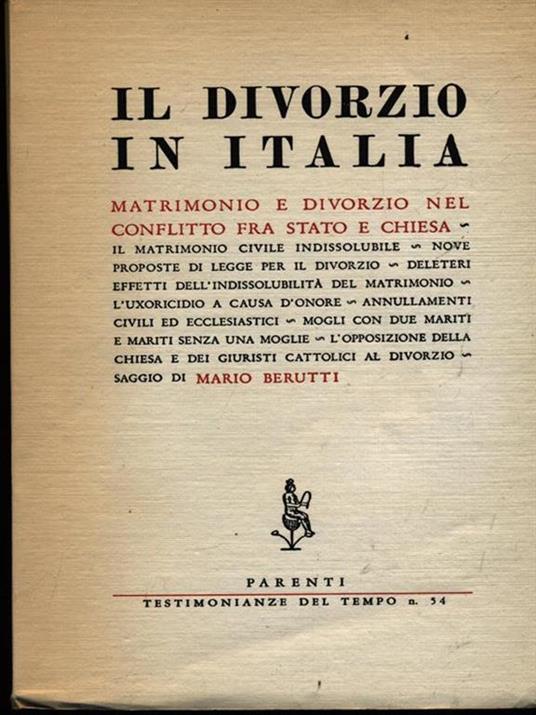 IL DIVORZIO
IN ITALIA
MATRIMONIO E DIVORZIO NEL
CONFLITTO FRA STATO E CHIESA ~
IL MATRIMONIO CIVILE INDISSOLUBILE ~ NOVE
PROPOSTE DI LEGGE PER IL DIVORZIO ~ DELETERI
EFFETTI DELL'INDISSOLUBILITÀ DEL MATRIMONIO ~
L'UXORICIDIO A CAUSA D'ONORE ~ ANNULLAMENTI
CIVILI ED ECCLESIASTICI ~ MOGLI CON DUE MARITI
E MARITI SENZA UNA MOGLIE ~ L'OPPOSIZIONE DELLA
CHIESA E DEI GIURISTI CATTOLICI AL DIVORZIO ~
SAGGIO DI MARIO BERUTTI
PARENTI
TESTIMONIANZE DEL TEMPO n. 54